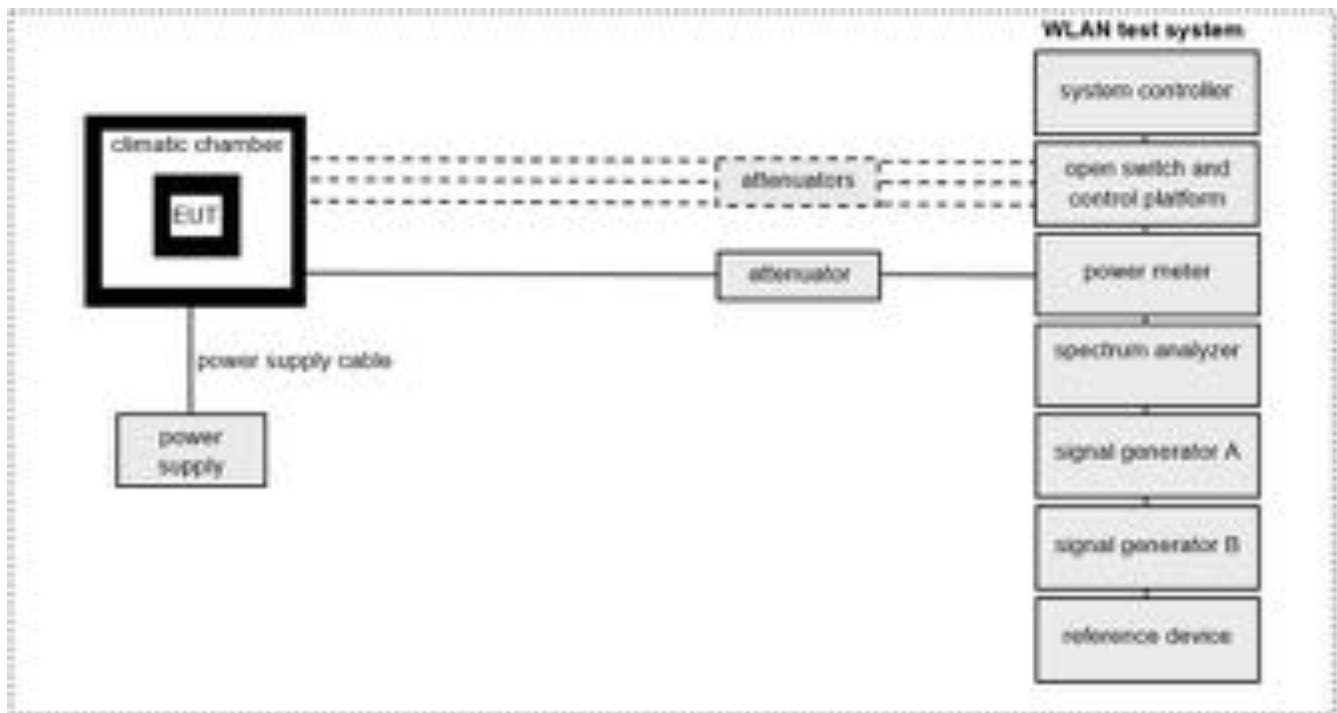 WLAN test system
system controller
climatic chamber
EUT
attenuators
open switch and
control platform
attenuator
power meter
power supply cable
spectrum analyzer
power
supply
signal generator A
signal generator B
reference device